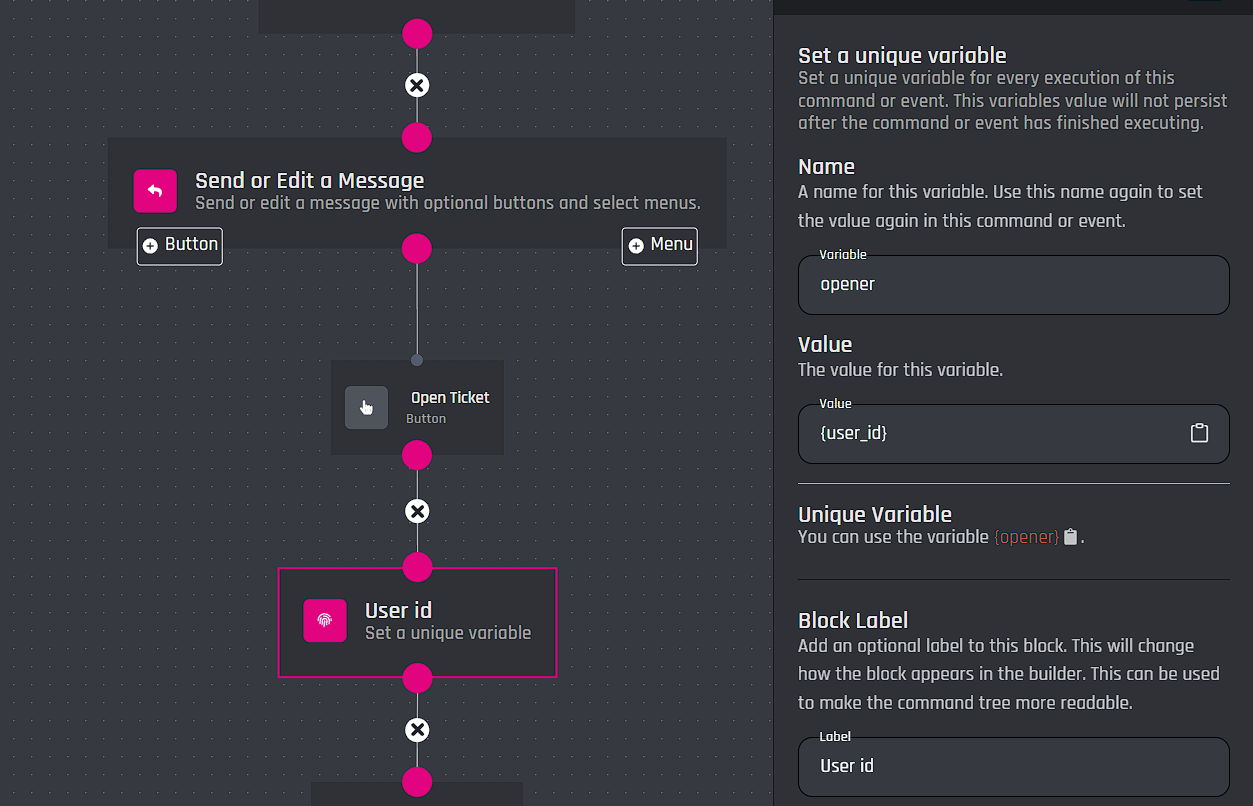 Send or Edit a Message
Send or edit a message with optional buttons and select menus.
Button
Menu
Open Ticket
Button
User id
Set a unique variable
Set a unique variable
Set a unique variable for every execution of this
command or event. This variables value will not persist
after the command or event has finished executing.
Name
A name for this variable. Use this name again to set
the value again in this command or event.
Variable
opener
Value
The value for this variable.
Value
{user_id}
Unique Variable
You can use the variable {opener} .
Block Label
Add an optional label to this block. This will change
how the block appears in the builder. This can be used
to make the command tree more readable.
Label
User id